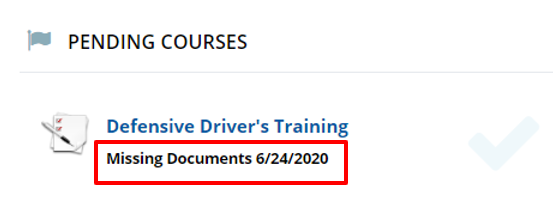 PENDING COURSES
Defensive Driver's Training
Missing Documents 6/24/2020